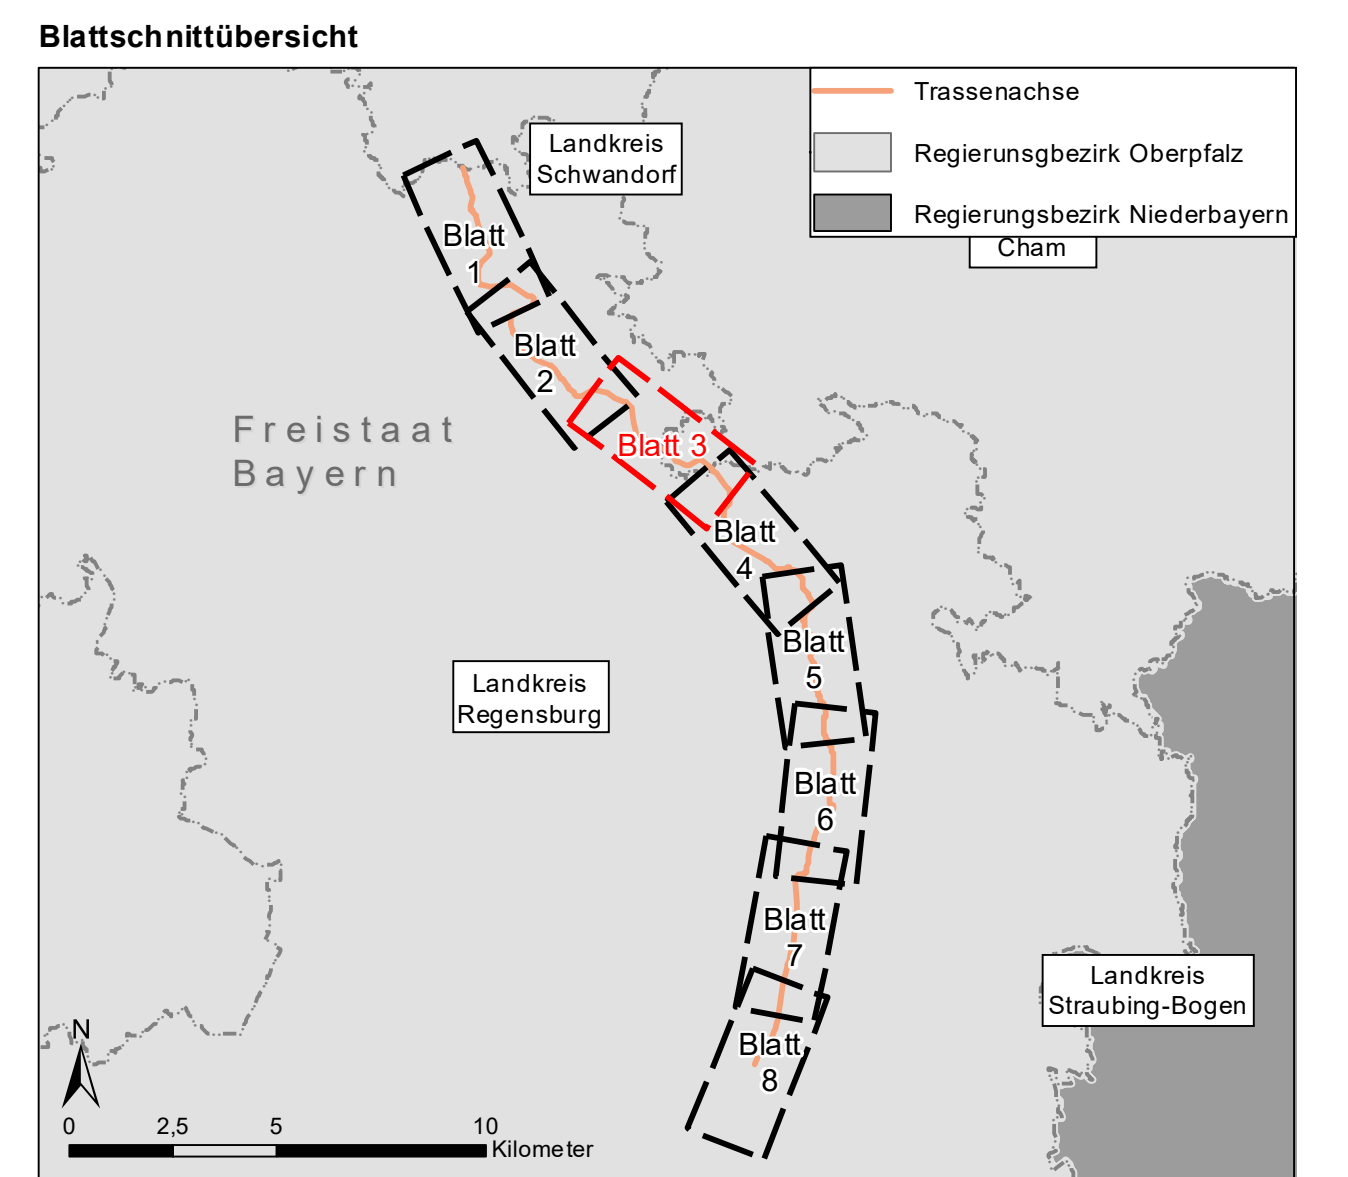 Blattschnittübersicht
Trassenachse
Regierunsgbezirk Oberpfalz
Regierungsbezirk Niederbayern
Landkreis
Schwandorf
Cham
Blatt
1
Blatt
2
Freistaat
Bayern
Blatt 3
Blatt
4
Blatt
5
Landkreis
Regensburg
Blatt
6
Blatt
7
Landkreis
Straubing-Bogen
Blatt
8
N
0 2,5 5 10
Kilometer